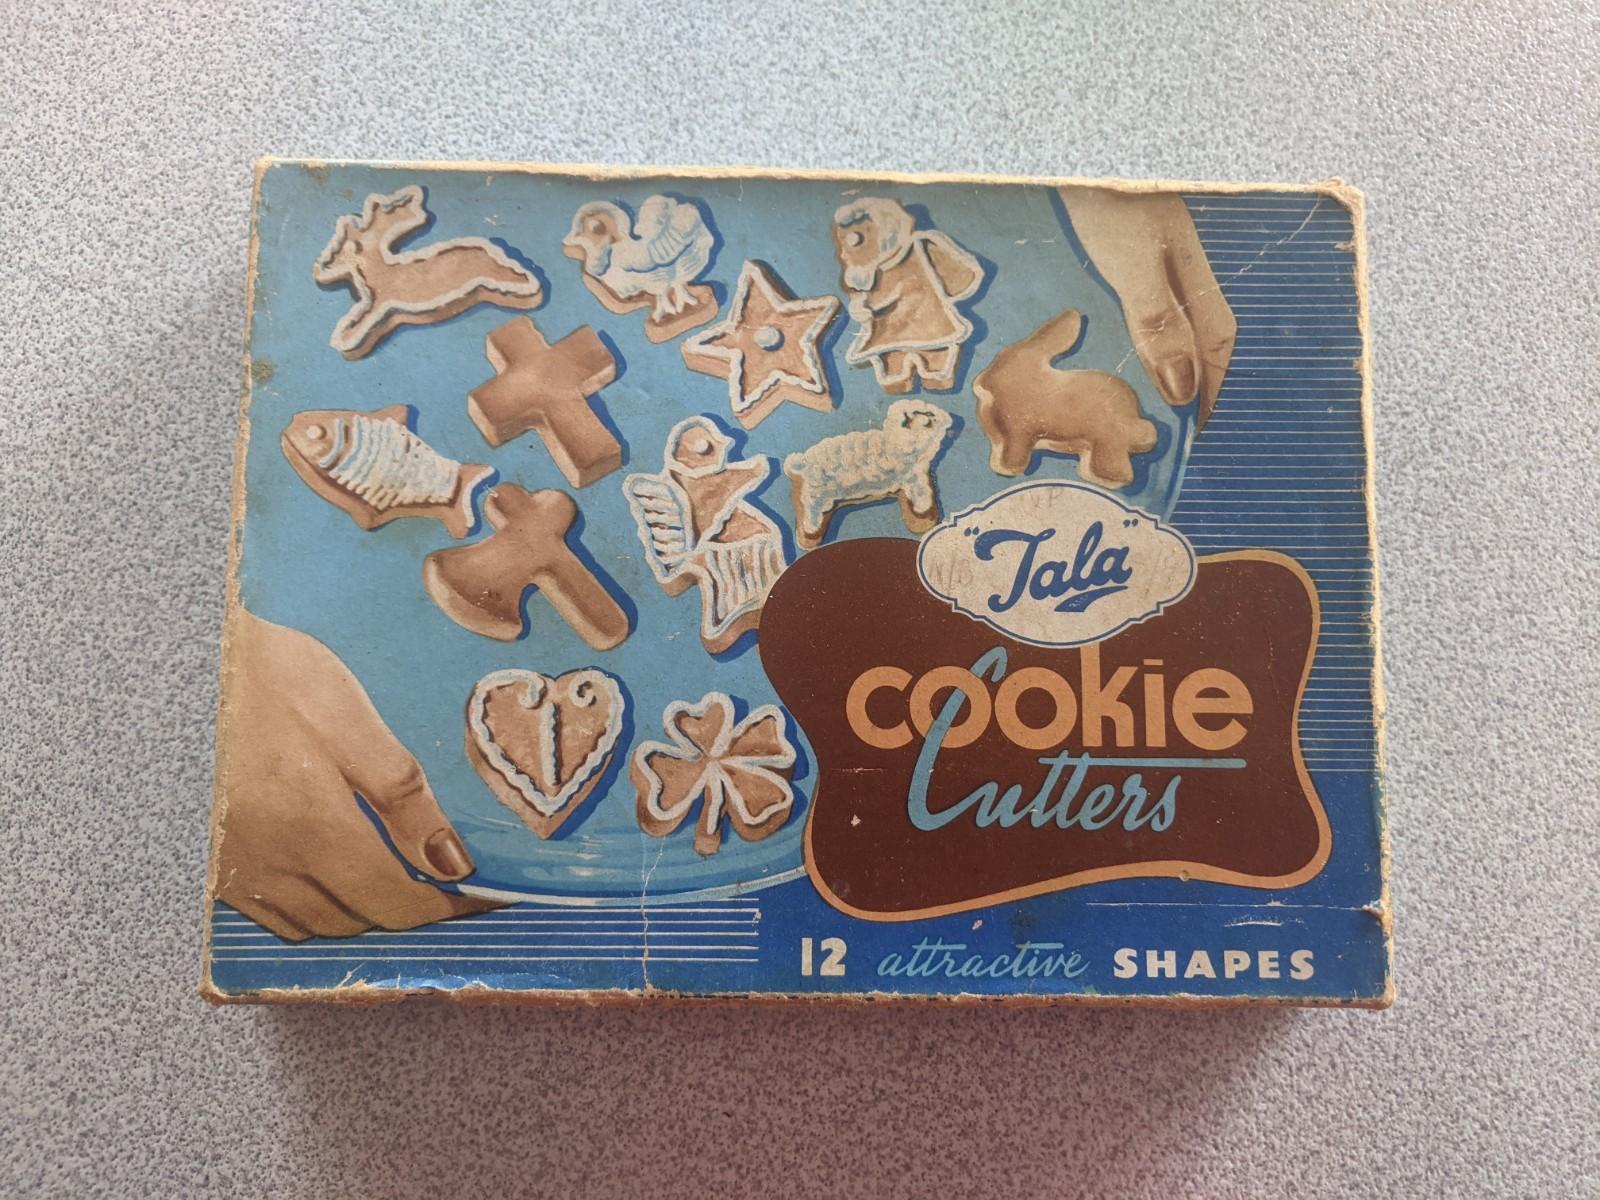 "Tala"
cookie
Cutters
12 attractive SHAPES